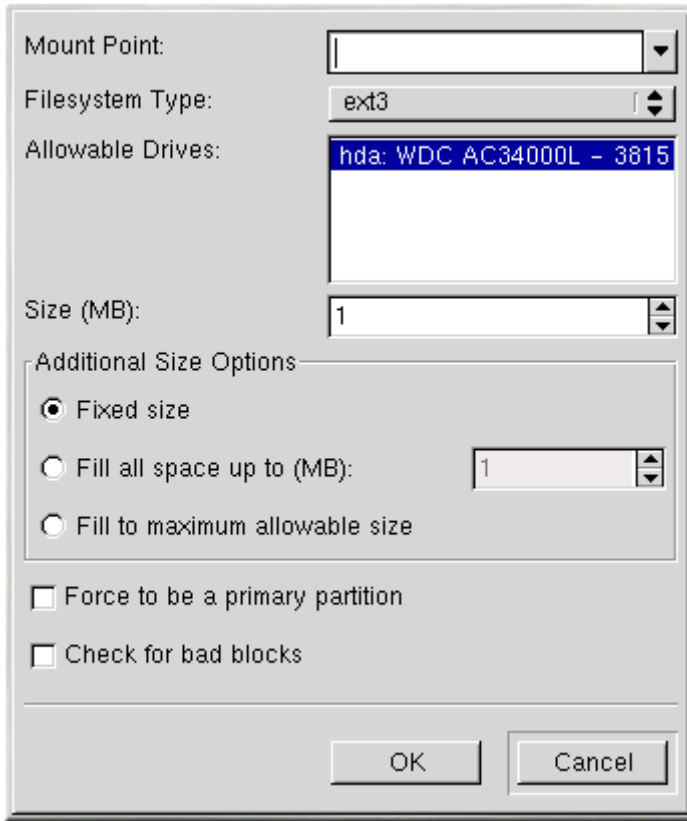 Mount Point:
Filesystem Type: ext3
Allowable Drives: hda: WDC AC34000L – 3815
Size (MB): 1
Additional Size Options
Fixed size
Fill all space up to (MB): 1
Fill to maximum allowable size
Force to be a primary partition
Check for bad blocks
OK Cancel